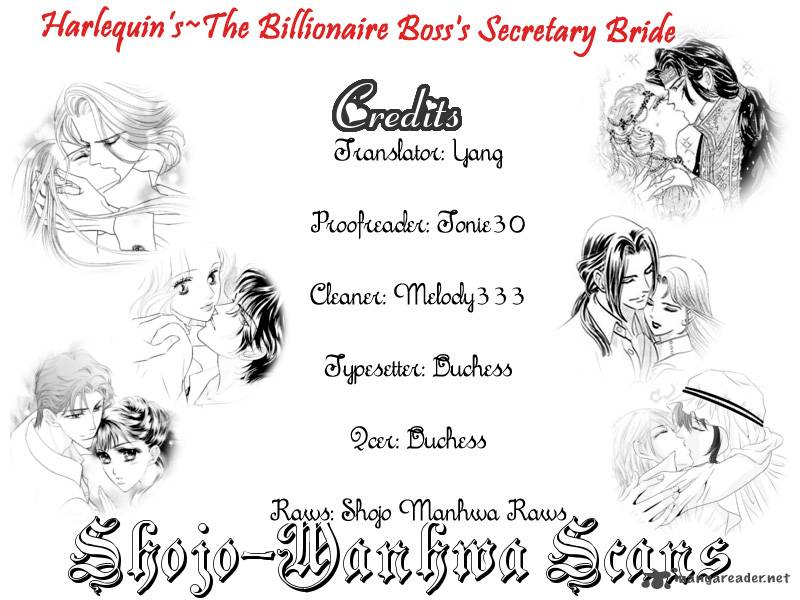 Harlequin's~The Billionaire Boss's Secretary Bride
Credits
Translator: Yang
Proofreader: Tonie30
Cleaner: Melody333
Typesetter: Duchess
Qcer: Duchess
Raws: Shojo Manhwa Raws
Shojo-Manhwa Scans
mangareader.net